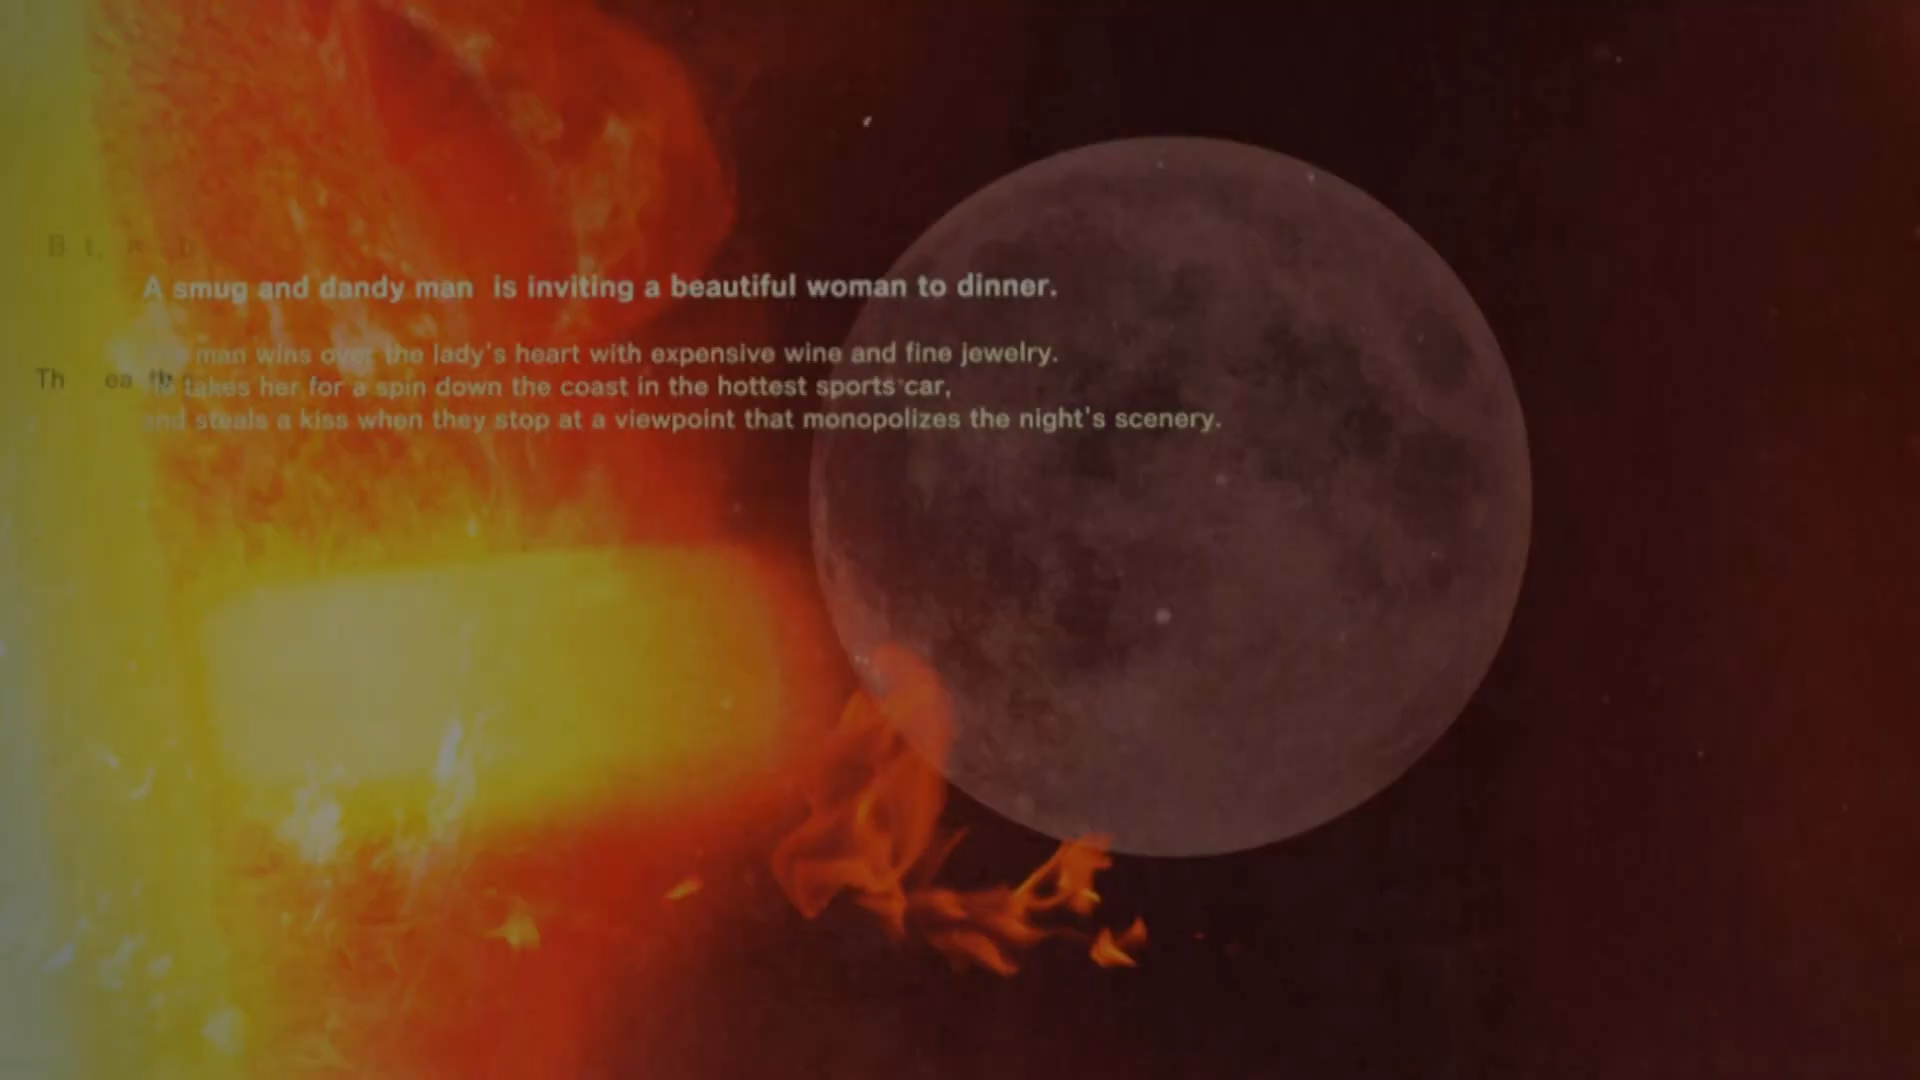 A smug and dandy man is inviting a beautiful woman to dinner.
man wins over the lady's heart with expensive wine and fine jewelry.
takes her for a spin down the coast in the hottest sports car,
and steals a kiss when they stop at a viewpoint that monopolizes the night's scenery.